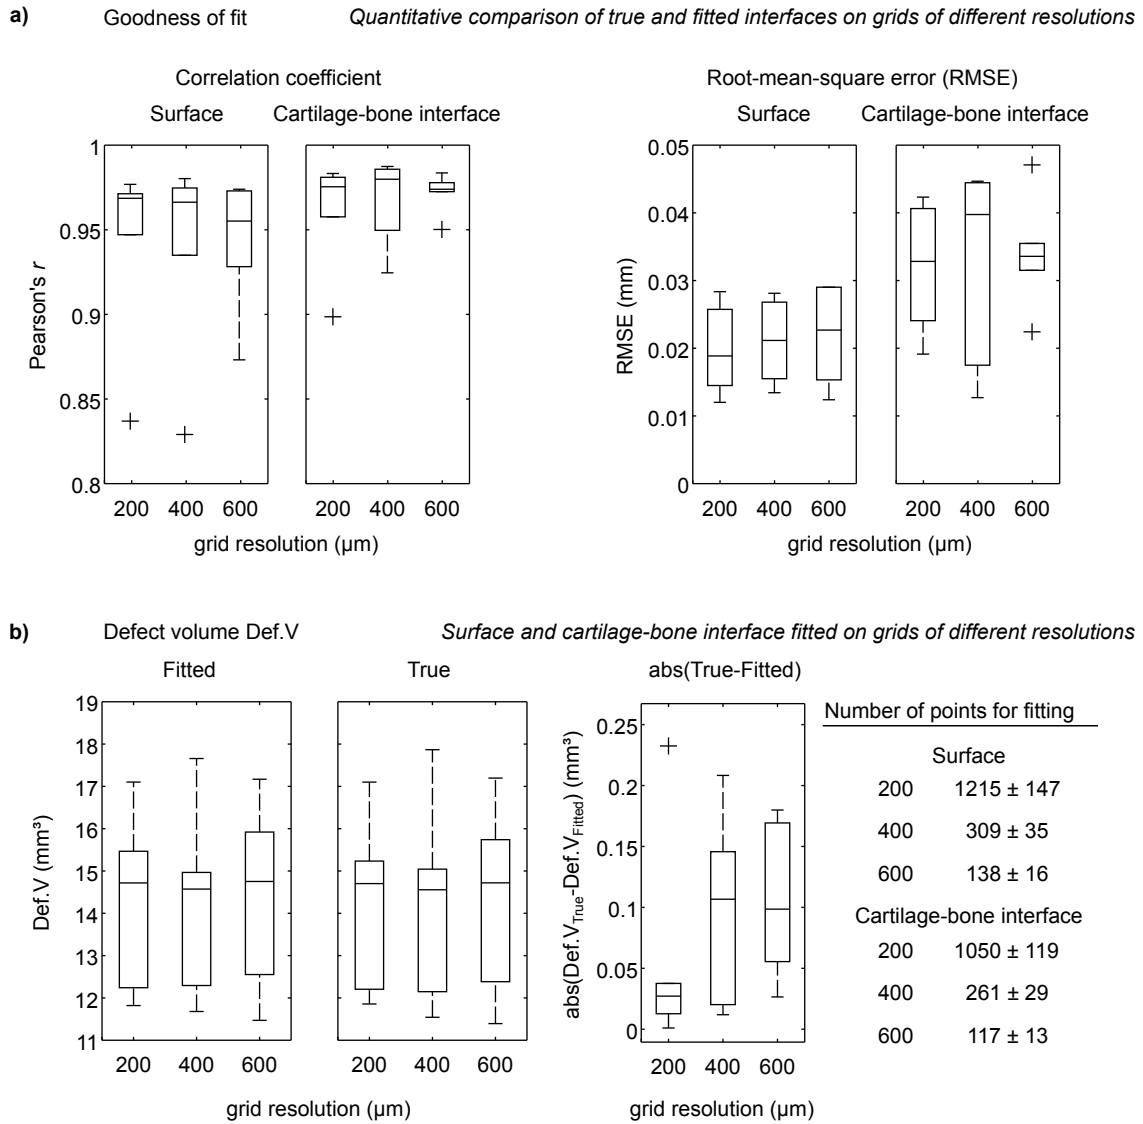 a) Goodness of fit Quantitative comparison of true and fitted interfaces on grids of different resolutions
Correlation coefficient
Surface Cartilage-bone interface
Pearson's r
1
0.95
0.9
0.85
0.8
200 400 600 200 400 600
grid resolution (µm)
Root-mean-square error (RMSE)
Surface Cartilage-bone interface
RMSE (mm)
0.05
0.04
0.03
0.02
0.01
0
200 400 600 200 400 600
grid resolution (µm)
b) Defect volume Def.V Surface and cartilage-bone interface fitted on grids of different resolutions
Fitted True
Def.V (mm³)
19
18
17
16
15
14
13
12
11
200 400 600 200 400 600
grid resolution (µm)
abs(True-Fitted)
abs(Def.VTrue-Def.VFitted) (mm³)
0.25
0.2
0.15
0.1
0.05
0
200 400 600
grid resolution (µm)
Number of points for fitting
Surface
200 1215 ± 147
400 309 ± 35
600 138 ± 16
Cartilage-bone interface
200 1050 ± 119
400 261 ± 29
600 117 ± 13